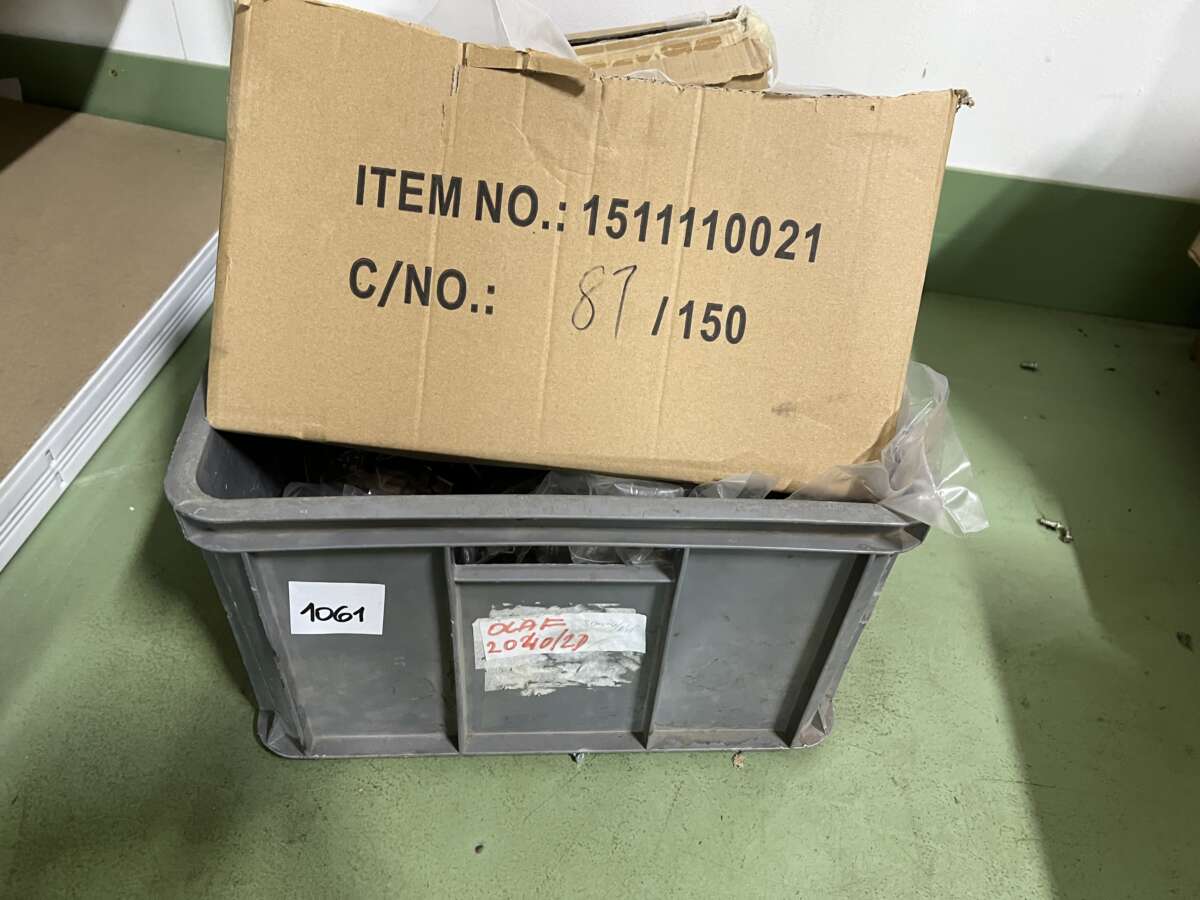 ITEM NO.: 1511110021
C/NO.: 87 /150
1061
OLAF